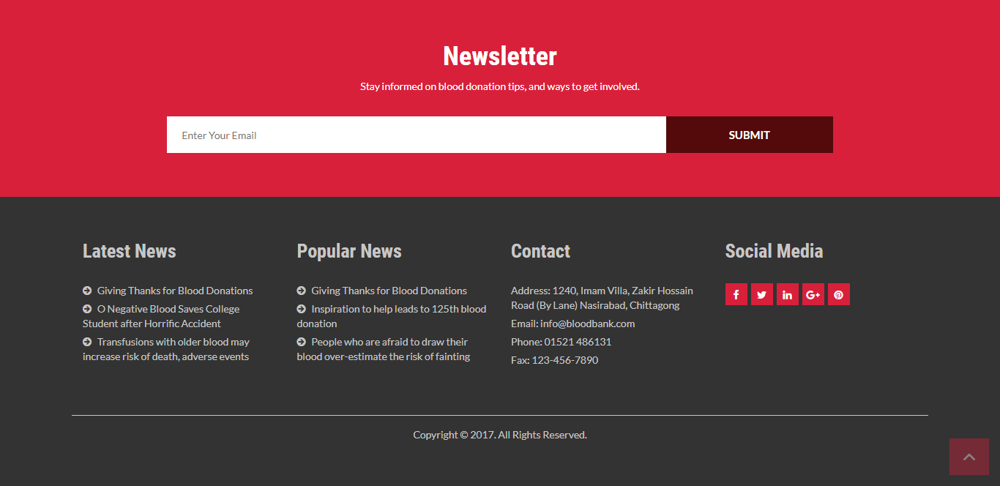 Newsletter
Stay informed on blood donation tips, and ways to get involved.
Enter Your Email
SUBMIT
Latest News
Giving Thanks for Blood Donations
O Negative Blood Saves College
Student after Horrific Accident
Transfusions with older blood may
increase risk of death, adverse events
Popular News
Giving Thanks for Blood Donations
Inspiration to help leads to 125th blood
donation
People who are afraid to draw their
blood over-estimate the risk of fainting
Contact
Address: 1240, Imam Villa, Zakir Hossain
Road (By Lane) Nasirabad, Chittagong
Email: info@bloodbank.com
Phone: 01521 486131
Fax: 123-456-7890
Social Media
Copyright © 2017. All Rights Reserved.